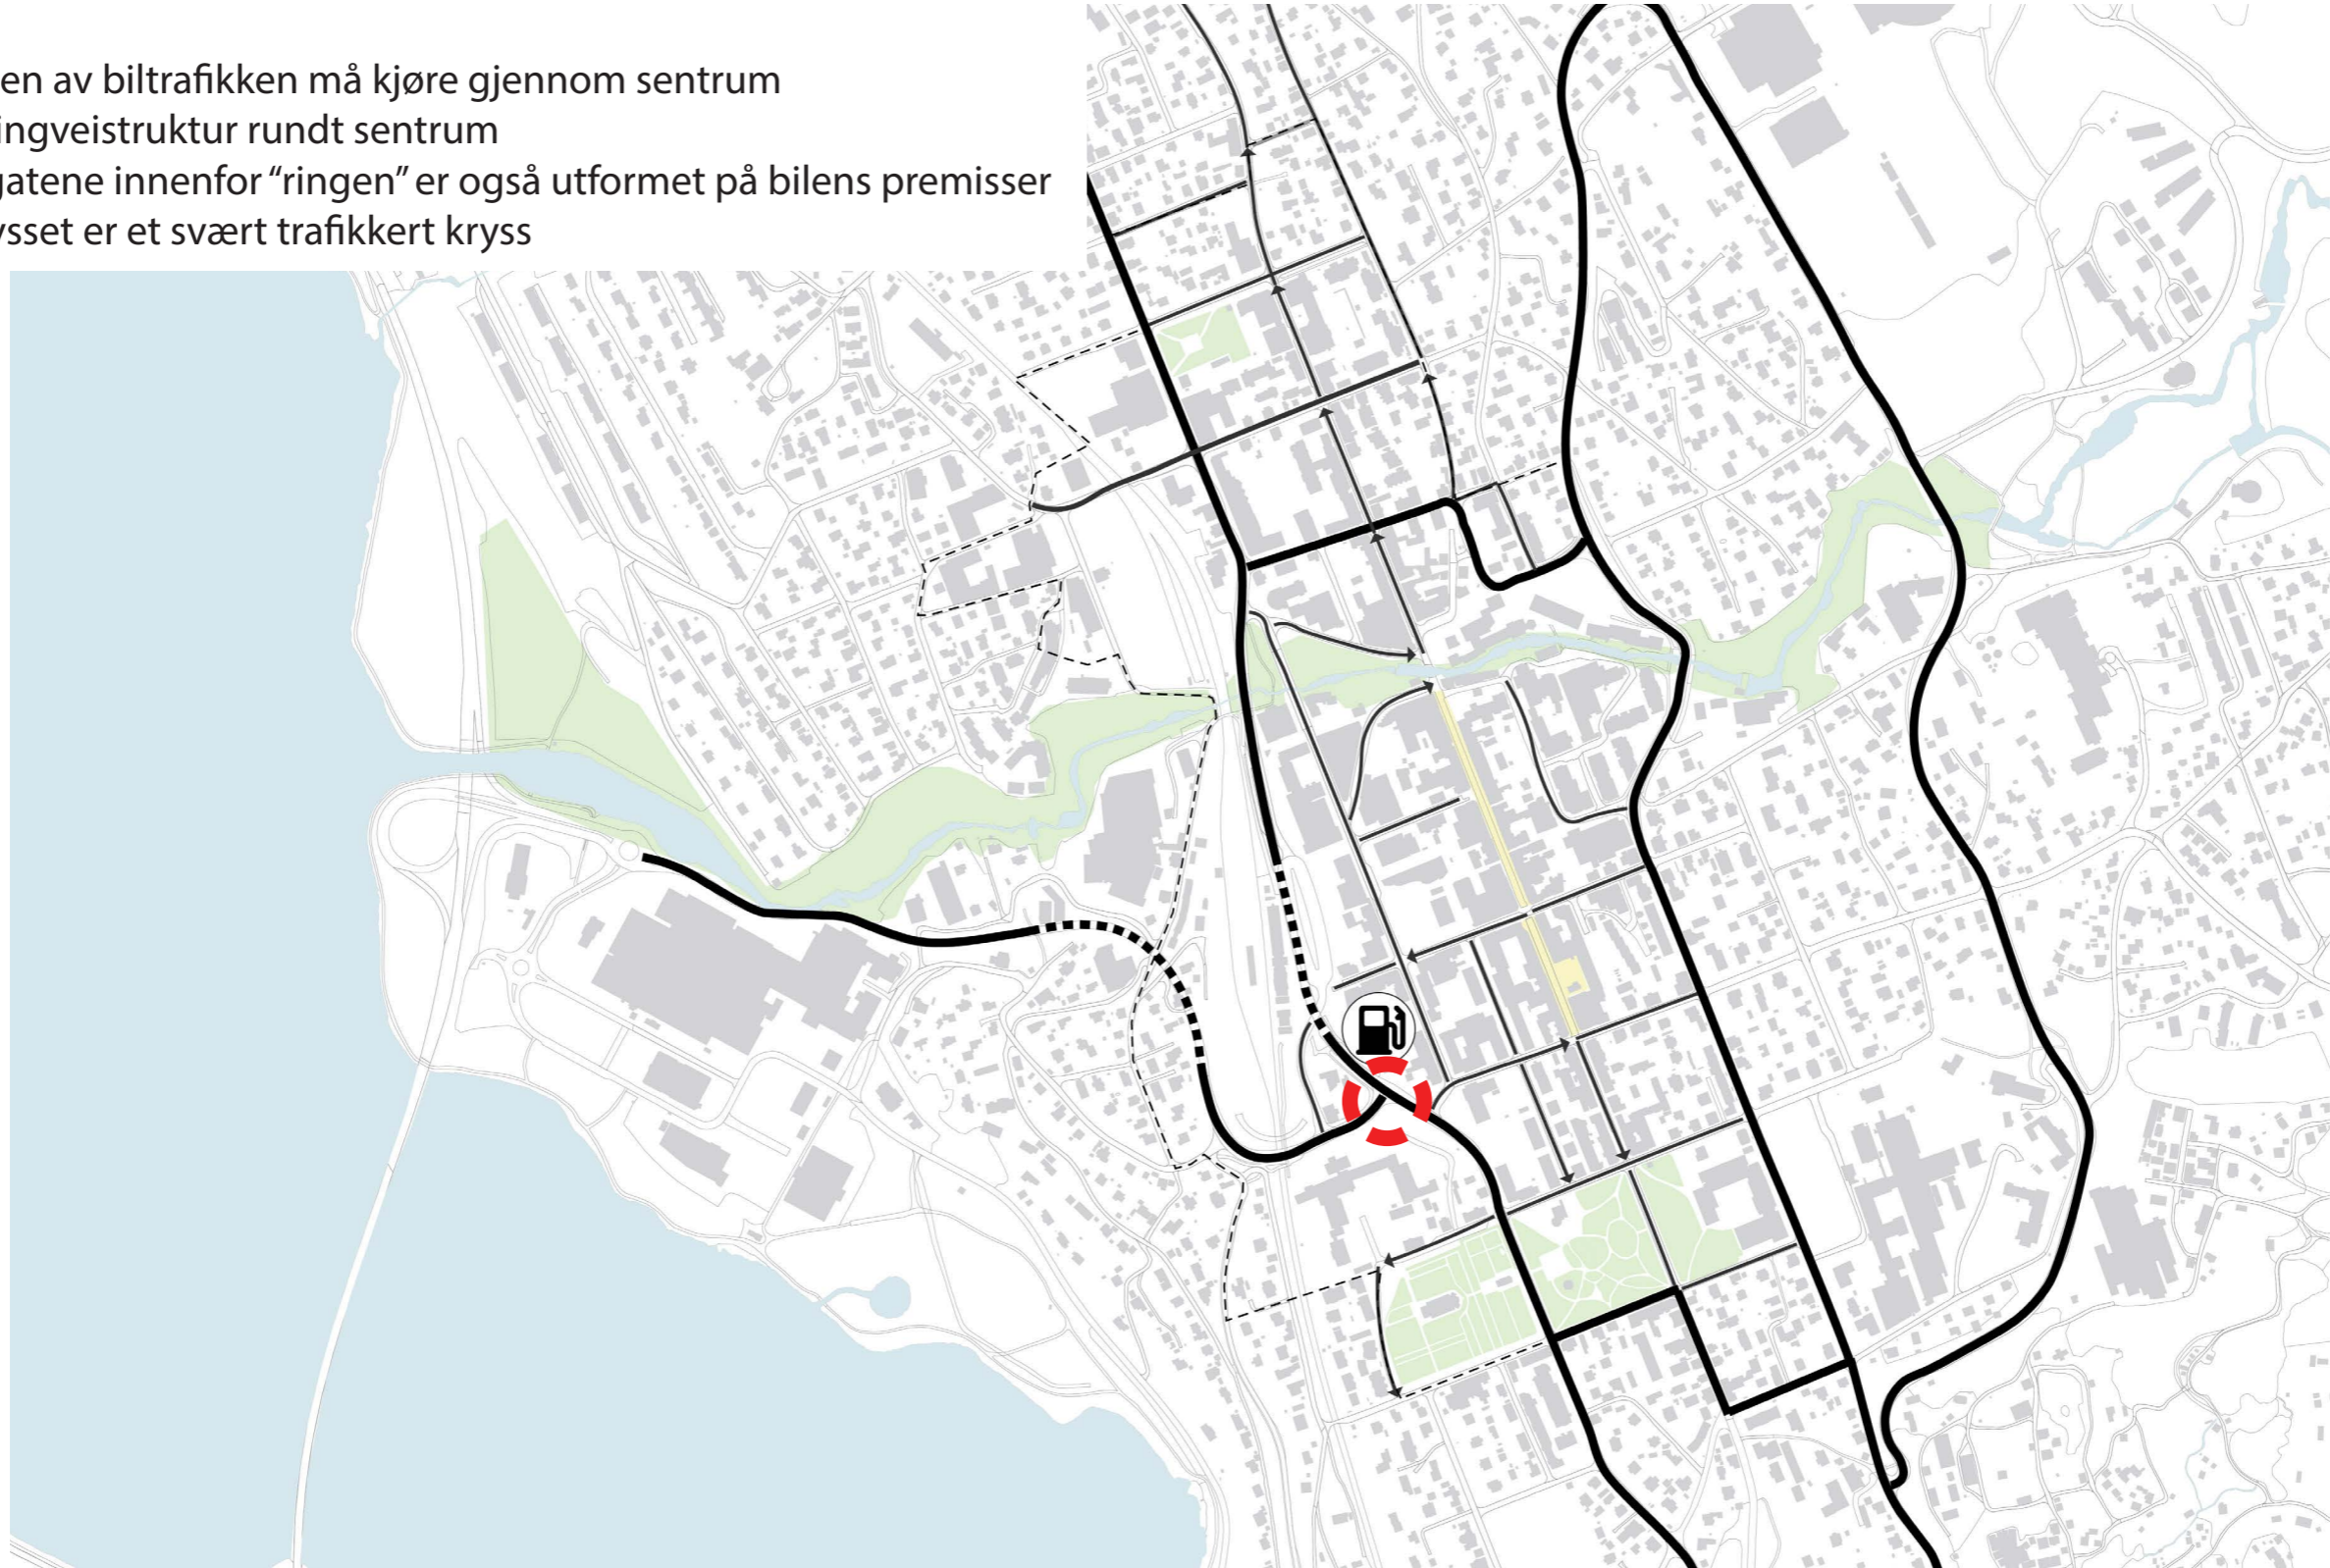 en av biltrafikken må kjøre gjennom sentrum
ingveistruktur rundt sentrum
gatene innenfor “ringen” er også utformet på bilens premisser
ysset er et svært trafikkert kryss